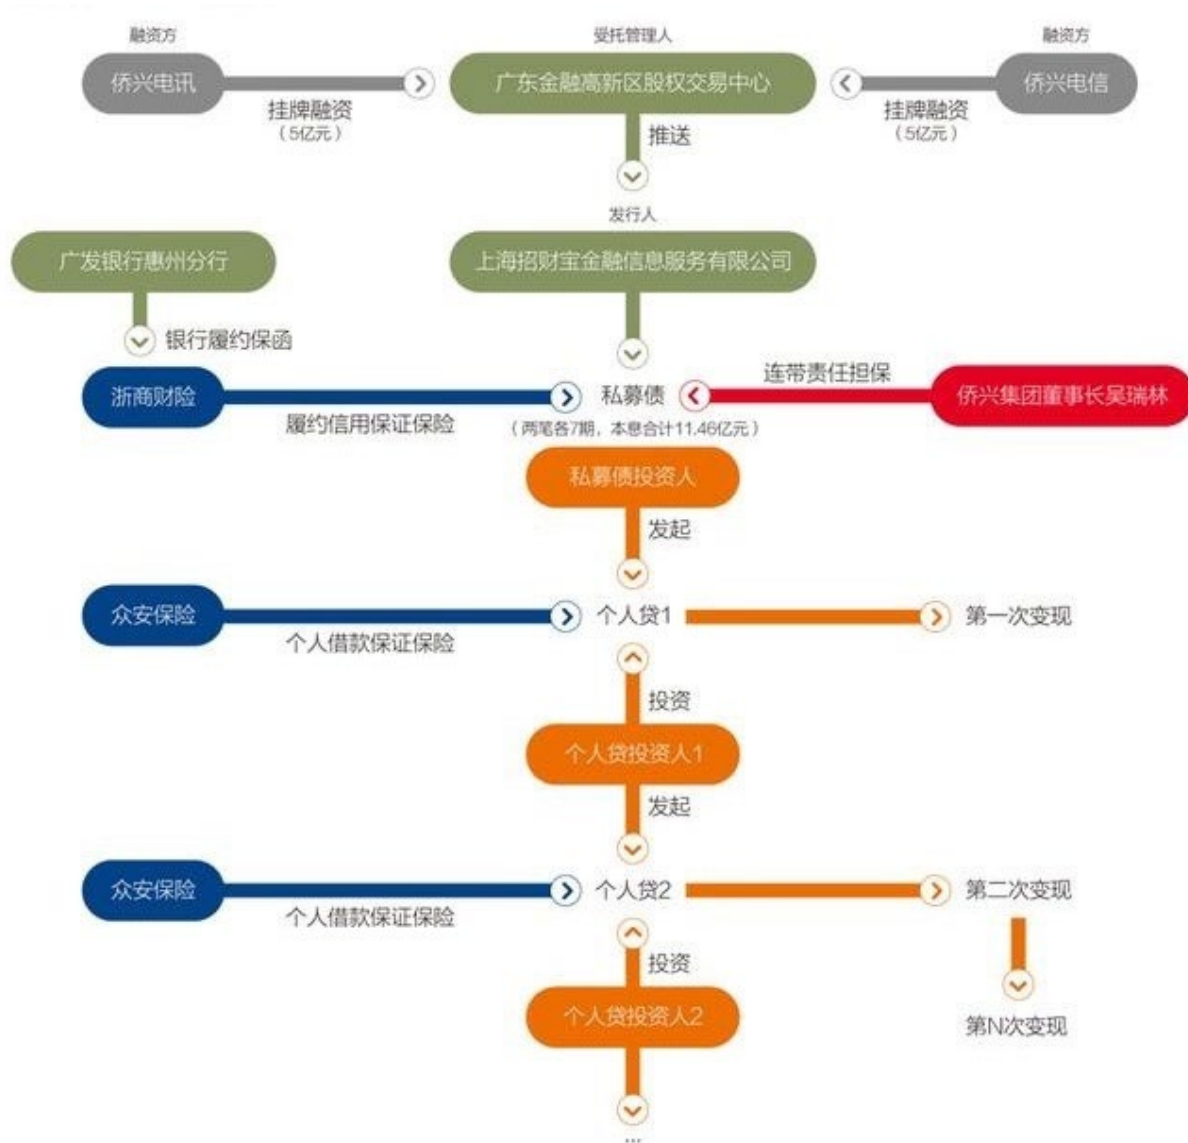 融资方
受托管理人
融资方
侨兴电讯
广东金融高新区股权交易中心
侨兴电信
挂牌融资
（5亿元）
挂牌融资
（5亿元）
推送
发行人
广发银行惠州分行
上海招财宝金融信息服务有限公司
银行履约保函
连带责任担保
浙商财险
私募债
侨兴集团董事长吴瑞林
履约信用保证保险
（两笔各7期，本息合计11.46亿元）
私募债投资人
发起
众安保险
个人贷1
第一次变现
个人借款保证保险
投资
个人贷投资人1
发起
众安保险
个人贷2
第二次变现
个人借款保证保险
投资
个人贷投资人2
第N次变现
...